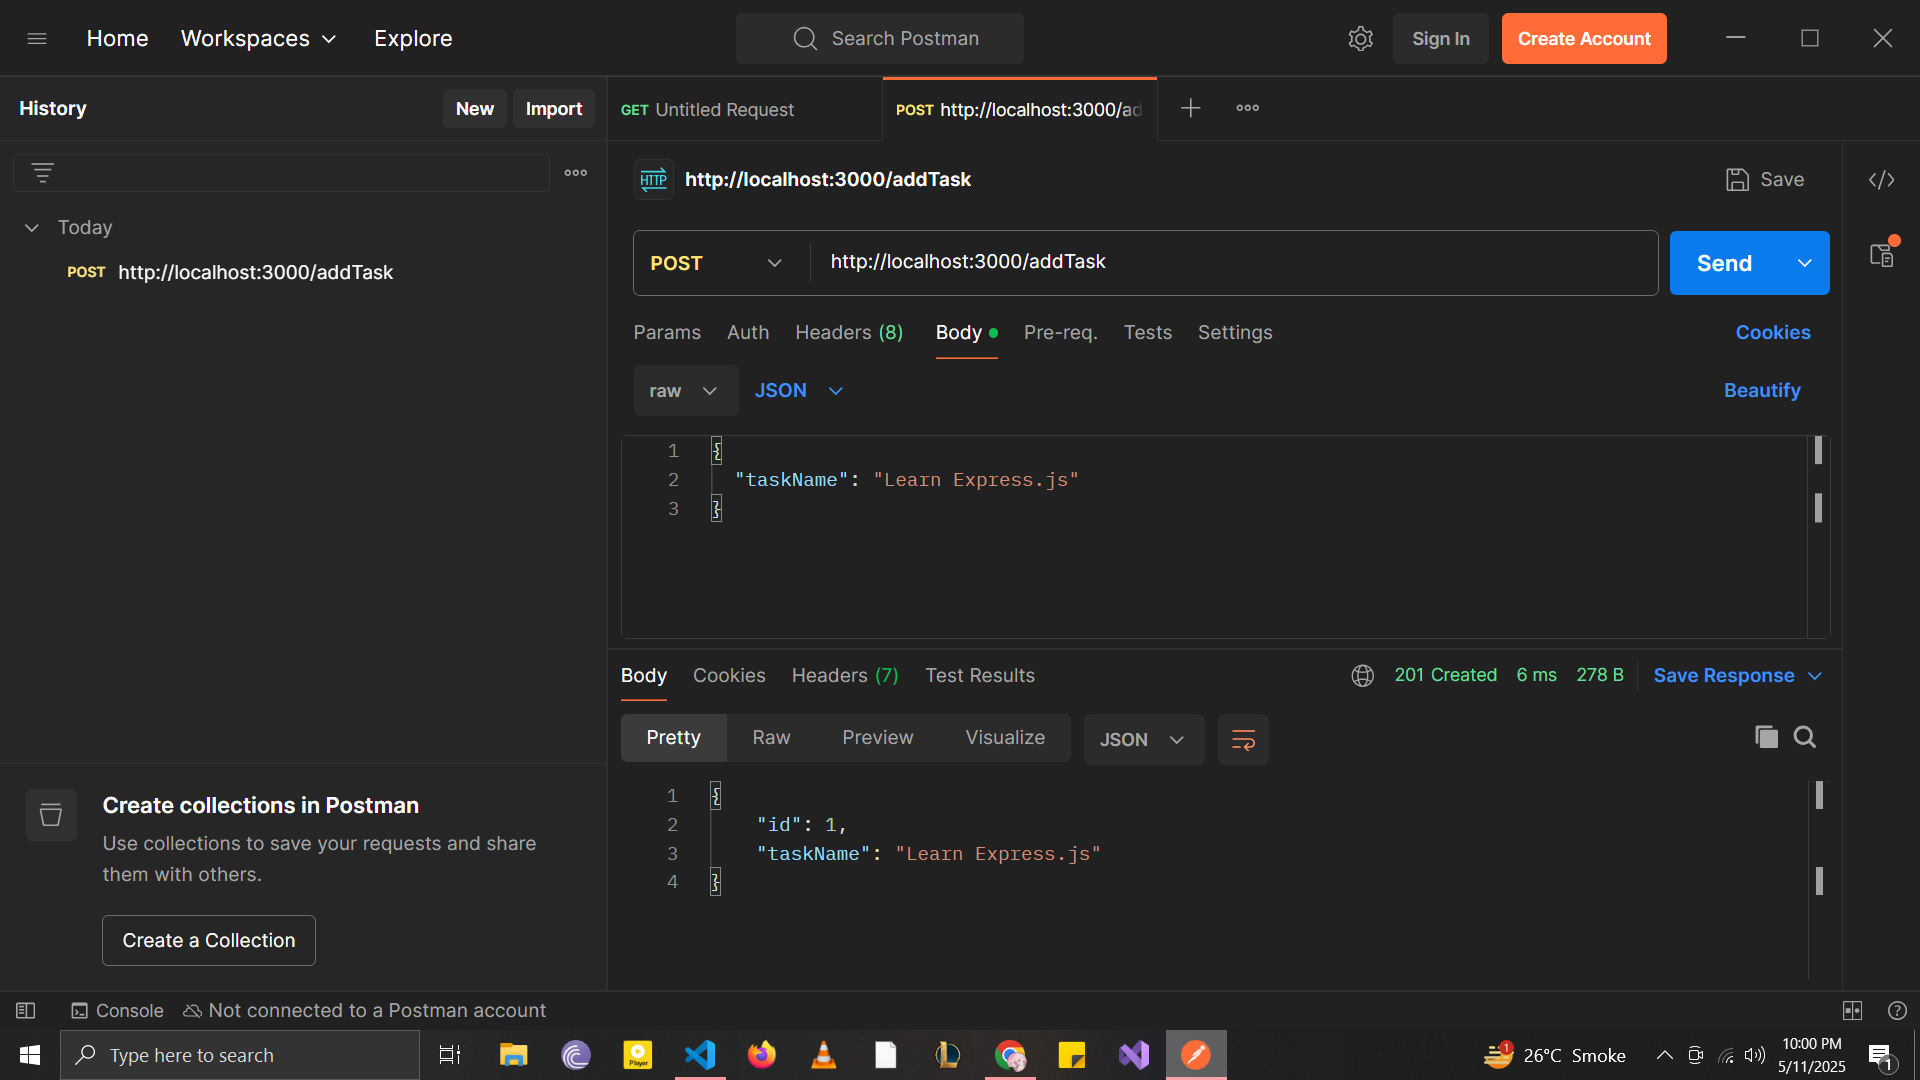 Home Workspaces Explore Search Postman Sign In Create Account
History New Import
GET Untitled Request POST http://localhost:3000/ad
Today
POST http://localhost:3000/addTask
HTTP http://localhost:3000/addTask Save
POST http://localhost:3000/addTask Send
Params Auth Headers (8) Body Pre-req. Tests Settings Cookies
raw JSON Beautify
1 {
2 "taskName": "Learn Express.js"
3 }
Body Cookies Headers (7) Test Results 201 Created 6 ms 278 B Save Response
Pretty Raw Preview Visualize JSON
1 {
2 "id": 1,
3 "taskName": "Learn Express.js"
4 }
Create collections in Postman
Use collections to save your requests and share
them with others.
Create a Collection
Console Not connected to a Postman account
Type here to search
Player
1 26°C Smoke
10:00 PM
5/11/2025
1